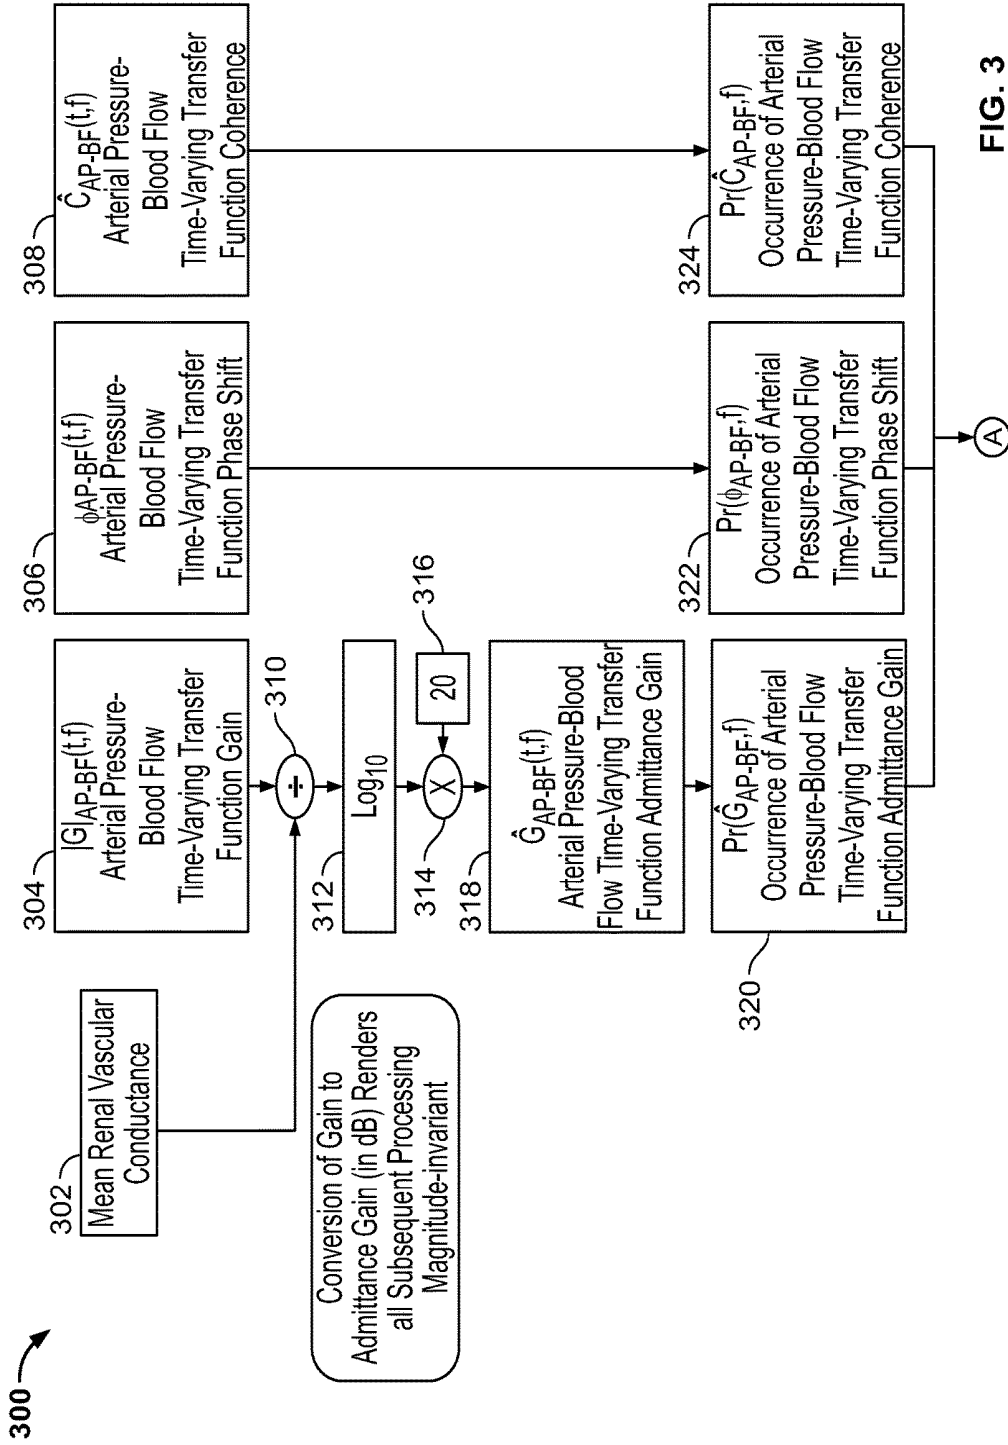 300
302
Mean Renal Vascular
Conductance
304
|G|AP-BF(t,f)
Arterial Pressure-
Blood Flow
Time-Varying Transfer
Function Gain
306
ϕAP-BF(t,f)
Arterial Pressure-
Blood Flow
Time-Varying Transfer
Function Phase Shift
308
ĈAP-BF(t,f)
Arterial Pressure-
Blood Flow
Time-Varying Transfer
Function Coherence
÷
310
Conversion of Gain to
Admittance Gain (in dB) Renders
all Subsequent Processing
Magnitude-invariant
312
Log10
314
X
20
316
318
ĜAP-BF(t,f)
Arterial Pressure-Blood
Flow Time-Varying Transfer
Function Admittance Gain
320
Pr(ĜAP-BF,f)
Occurrence of Arterial
Pressure-Blood Flow
Time-Varying Transfer
Function Admittance Gain
322
Pr(ϕAP-BF,f)
Occurrence of Arterial
Pressure-Blood Flow
Time-Varying Transfer
Function Phase Shift
324
Pr(ĈAP-BF,f)
Occurrence of Arterial
Pressure-Blood Flow
Time-Varying Transfer
Function Coherence
A
FIG. 3